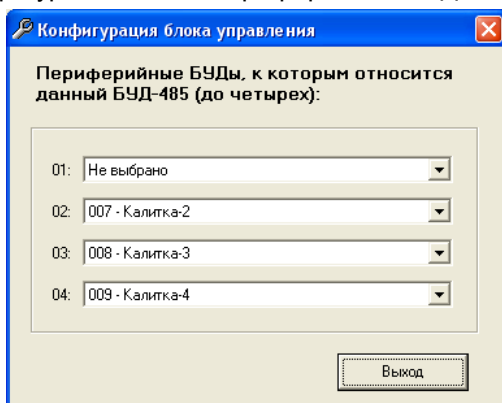 Конфигурация блока управления
Периферийные БУДы, к которым относится
данный БУД-485 (до четырех):
01: Не выбрано
02: 007 - Калитка-2
03: 008 - Калитка-3
04: 009 - Калитка-4
Выход